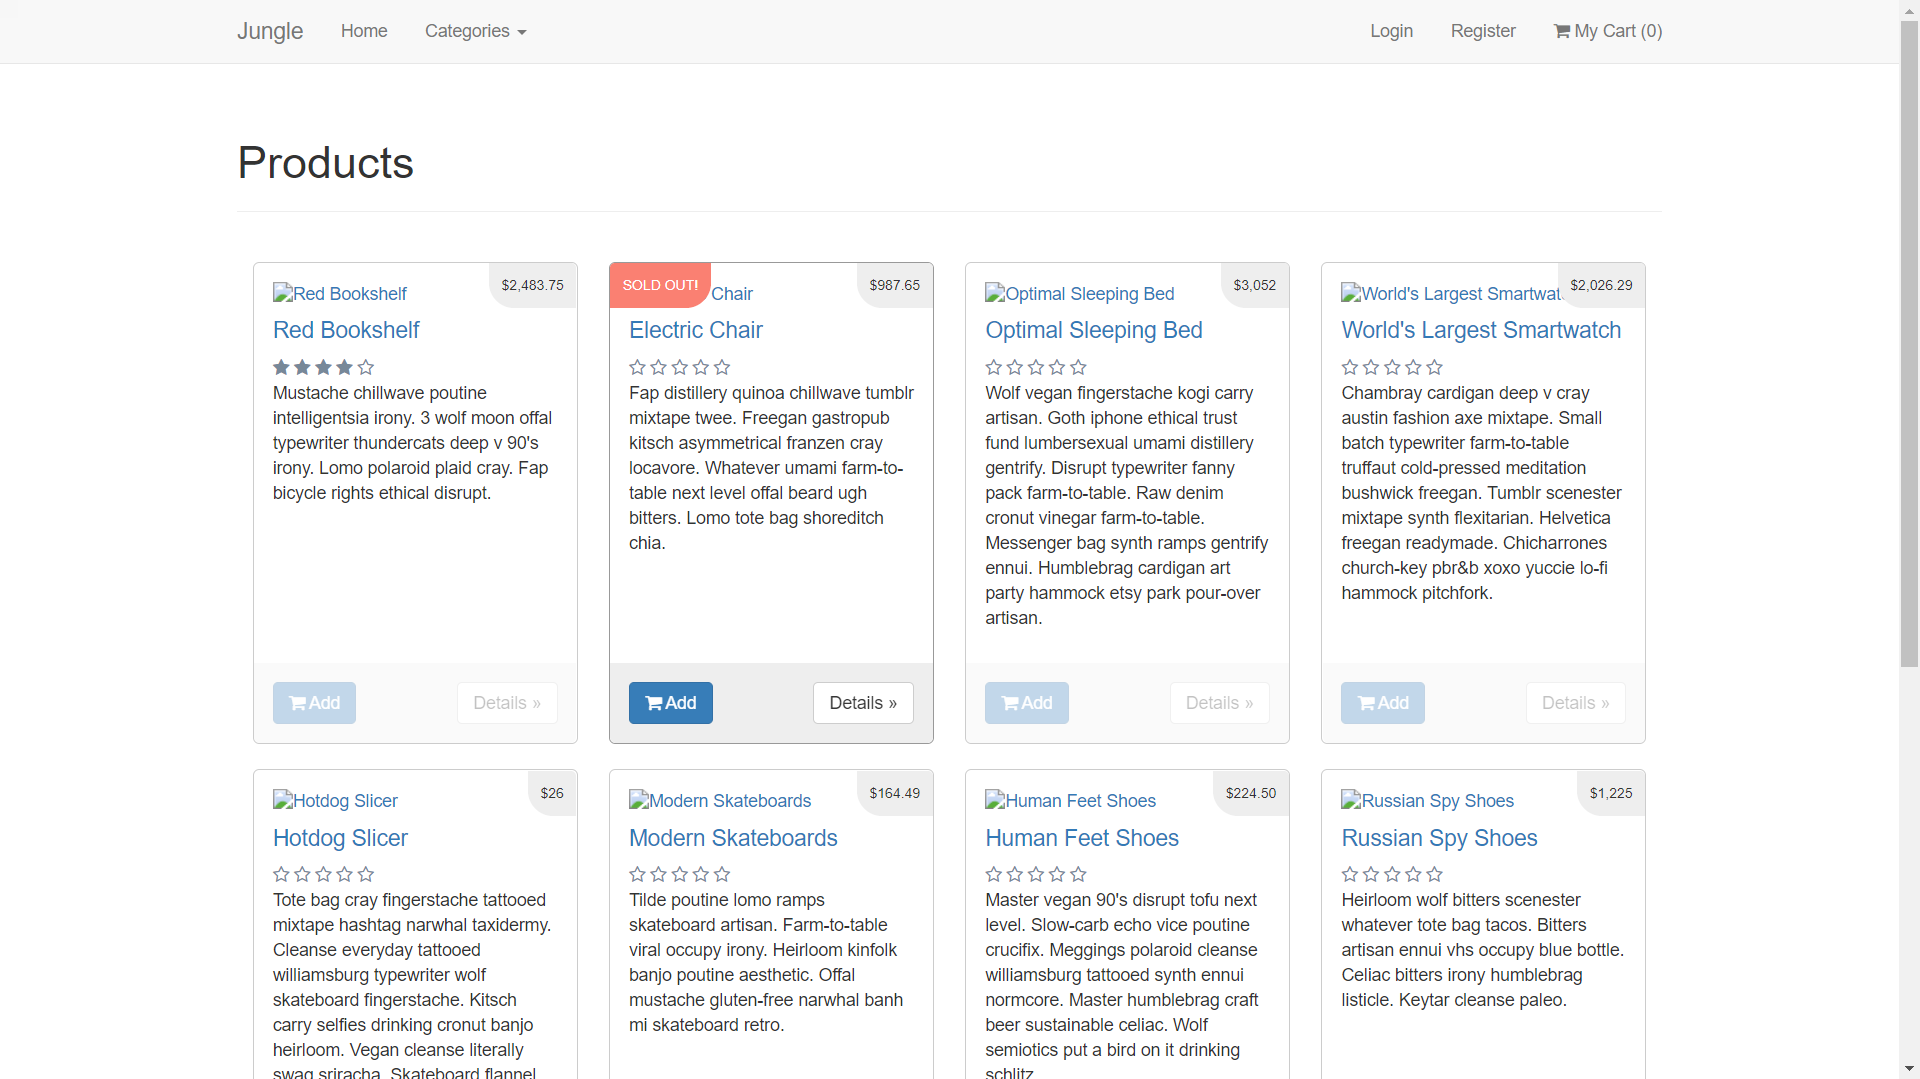 Jungle Home Categories Login Register My Cart (0)
Products
Red Bookshelf $2,483.75
Red Bookshelf
Mustache chillwave poutine
intelligentsia irony. 3 wolf moon offal
typewriter thundercats deep v 90's
irony. Lomo polaroid plaid cray. Fap
bicycle rights ethical disrupt.
Add Details »
SOLD OUT! Chair $987.65
Electric Chair
Fap distillery quinoa chillwave tumblr
mixtape twee. Freegan gastropub
kitsch asymmetrical franzen cray
locavore. Whatever umami farm-to-
table next level offal beard ugh
bitters. Lomo tote bag shoreditch
chia.
Add Details »
Optimal Sleeping Bed $3,052
Optimal Sleeping Bed
Wolf vegan fingerstache kogi carry
artisan. Goth iphone ethical trust
fund lumbersexual umami distillery
gentrify. Disrupt typewriter fanny
pack farm-to-table. Raw denim
cronut vinegar farm-to-table.
Messenger bag synth ramps gentrify
ennui. Humblebrag cardigan art
party hammock etsy park pour-over
artisan.
Add Details »
World's Largest Smartwat $2,026.29
World's Largest Smartwatch
Chambray cardigan deep v cray
austin fashion axe mixtape. Small
batch typewriter farm-to-table
truffaut cold-pressed meditation
bushwick freegan. Tumblr scenester
mixtape synth flexitarian. Helvetica
freegan readymade. Chicharrones
church-key pbr&b xoxo yuccie lo-fi
hammock pitchfork.
Add Details »
Hotdog Slicer $26
Hotdog Slicer
Tote bag cray fingerstache tattooed
mixtape hashtag narwhal taxidermy.
Cleanse everyday tattooed
williamsburg typewriter wolf
skateboard fingerstache. Kitsch
carry selfies drinking cronut banjo
heirloom. Vegan cleanse literally
swag sriracha. Skateboard flannel
Modern Skateboards $164.49
Modern Skateboards
Tilde poutine lomo ramps
skateboard artisan. Farm-to-table
viral occupy irony. Heirloom kinfolk
banjo poutine aesthetic. Offal
mustache gluten-free narwhal banh
mi skateboard retro.
Human Feet Shoes $224.50
Human Feet Shoes
Master vegan 90's disrupt tofu next
level. Slow-carb echo vice poutine
crucifix. Meggings polaroid cleanse
williamsburg tattooed synth ennui
normcore. Master humblebrag craft
beer sustainable celiac. Wolf
semiotics put a bird on it drinking
schlitz.
Russian Spy Shoes $1,225
Russian Spy Shoes
Heirloom wolf bitters scenester
whatever tote bag tacos. Bitters
artisan ennui vhs occupy blue bottle.
Celiac bitters irony humblebrag
listicle. Keytar cleanse paleo.